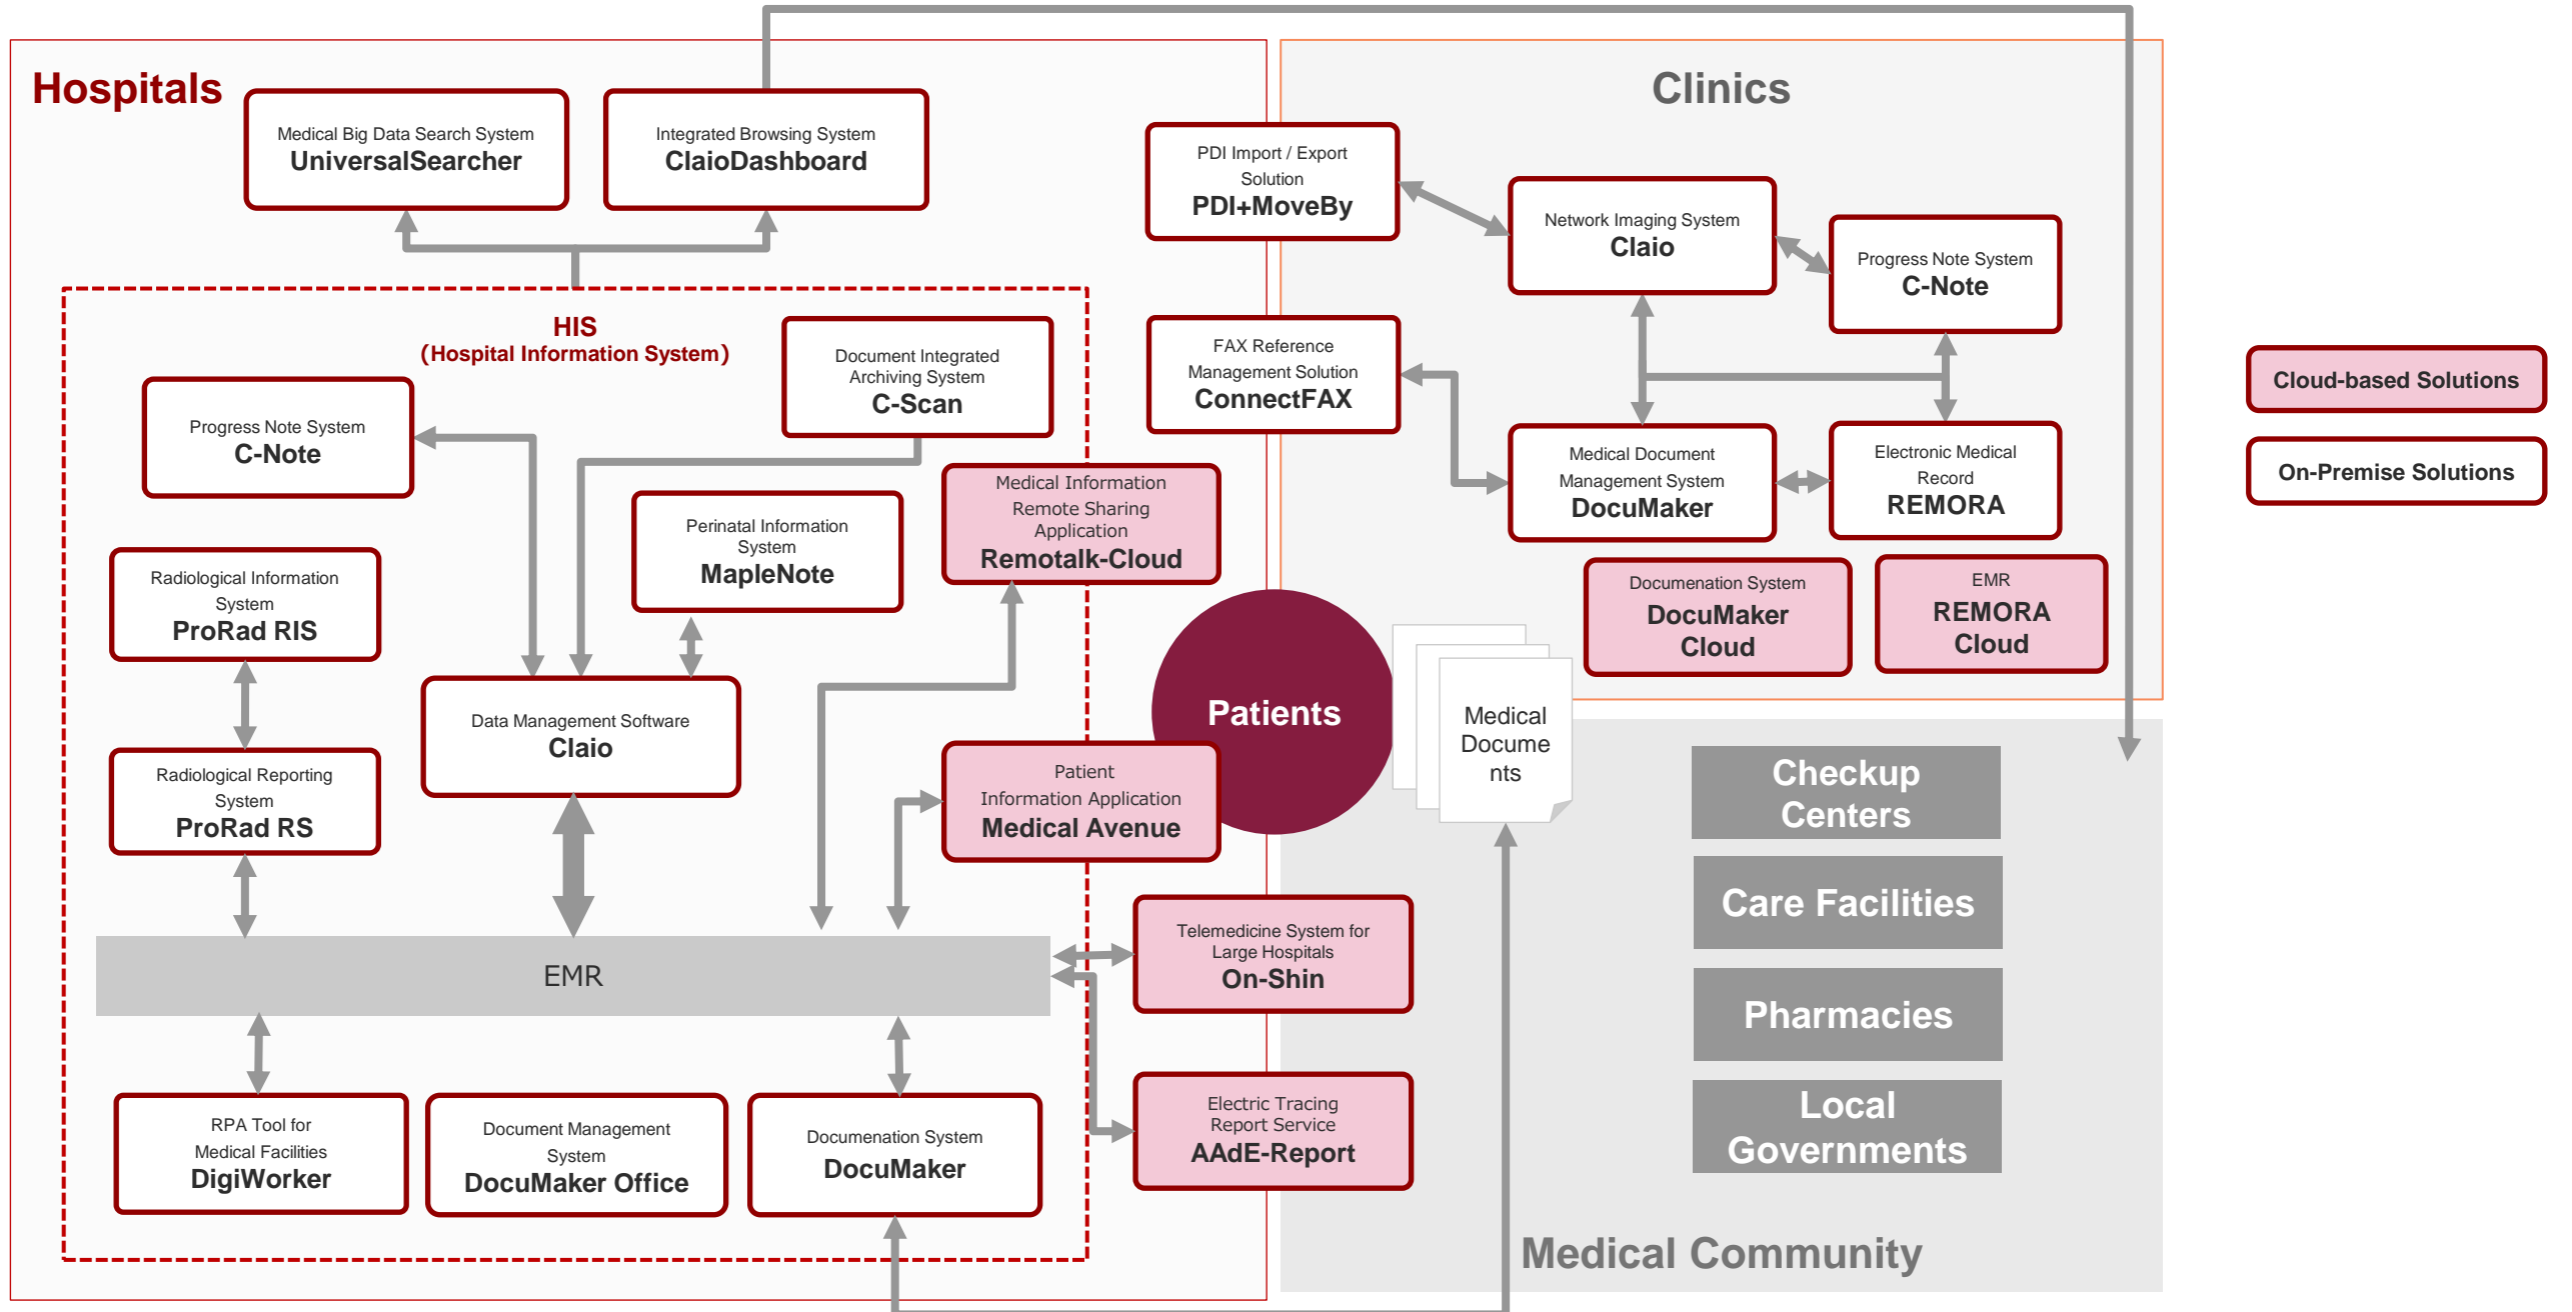 Hospitals
Medical Big Data Search System
UniversalSearcher
Integrated Browsing System
ClaioDashboard
HIS
(Hospital Information System)
Document Integrated
Archiving System
C-Scan
Progress Note System
C-Note
Perinatal Information
System
MapleNote
Medical Information
Remote Sharing
Application
Remotalk-Cloud
Radiological Information
System
ProRad RIS
Data Management Software
Claio
Radiological Reporting
System
ProRad RS
Patient
Information Application
Medical Avenue
EMR
Telemedicine System for
Large Hospitals
On-Shin
Electric Tracing
Report Service
AAdE-Report
RPA Tool for
Medical Facilities
DigiWorker
Document Management
System
DocuMaker Office
Documenation System
DocuMaker
Clinics
PDI Import / Export
Solution
PDI+MoveBy
Network Imaging System
Claio
Progress Note System
C-Note
FAX Reference
Management Solution
ConnectFAX
Medical Document
Management System
DocuMaker
Electronic Medical
Record
REMORA
Documenation System
DocuMaker
Cloud
EMR
REMORA
Cloud
Patients
Medical
Docume
nts
Checkup
Centers
Care Facilities
Pharmacies
Local
Governments
Medical Community
Cloud-based Solutions
On-Premise Solutions